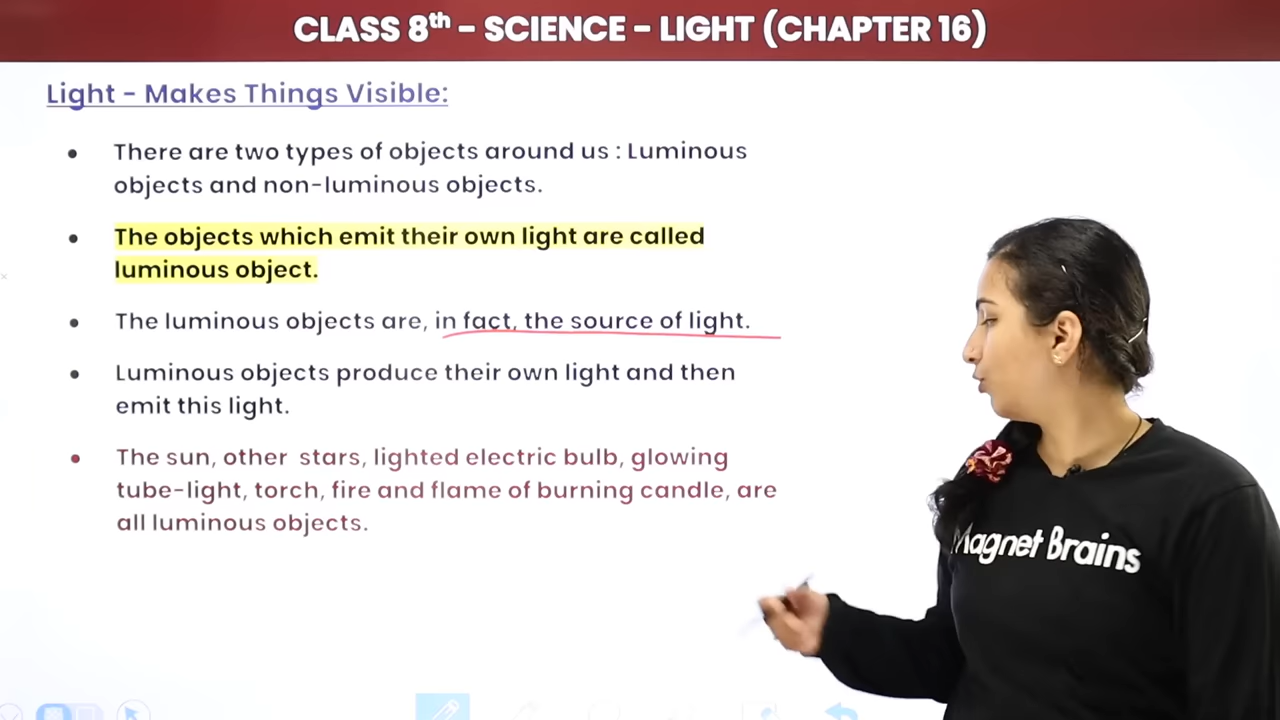 CLASS 8th - SCIENCE - LIGHT (CHAPTER 16)
Light - Makes Things Visible:
There are two types of objects around us : Luminous
objects and non-luminous objects.
The objects which emit their own light are called
luminous object.
The luminous objects are, in fact, the source of light.
Luminous objects produce their own light and then
emit this light.
The sun, other stars, lighted electric bulb, glowing
tube-light, torch, fire and flame of burning candle, are
all luminous objects.
Magnet Brains